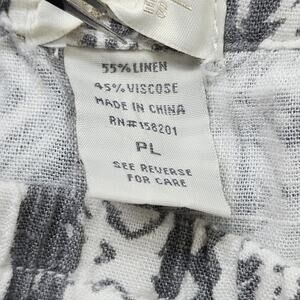 55% LINEN
45% VISCOSE
MADE IN CHINA
RN#158201
PL
SEE REVERSE
FOR CARE